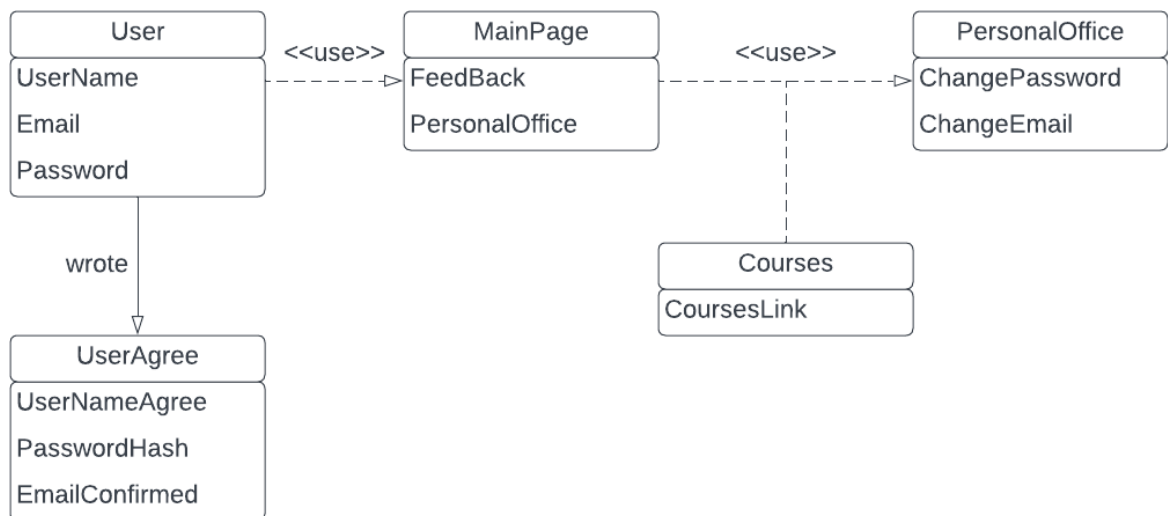 User
UserName
Email
Password
<<use>>
MainPage
FeedBack
PersonalOffice
<<use>>
PersonalOffice
ChangePassword
ChangeEmail
wrote
Courses
CoursesLink
UserAgree
UserNameAgree
PasswordHash
EmailConfirmed